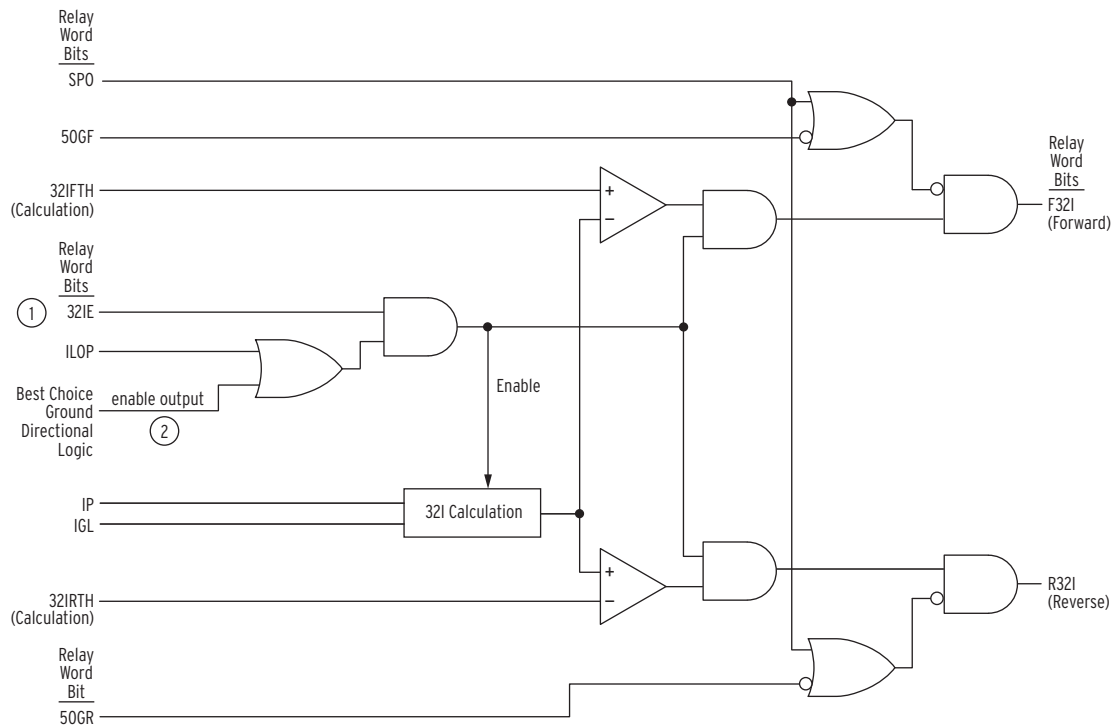 Relay
Word
Bits
SPO
50GF
32IFTH
(Calculation)
Relay
Word
Bits
1
32IE
ILOP
Best Choice
Ground
Directional
Logic
enable output
2
Enable
IP
IGL
32I Calculation
32IRTH
(Calculation)
Relay
Word
Bit
50GR
+
−
+
−
Relay
Word
Bits
F32I
(Forward)
R32I
(Reverse)